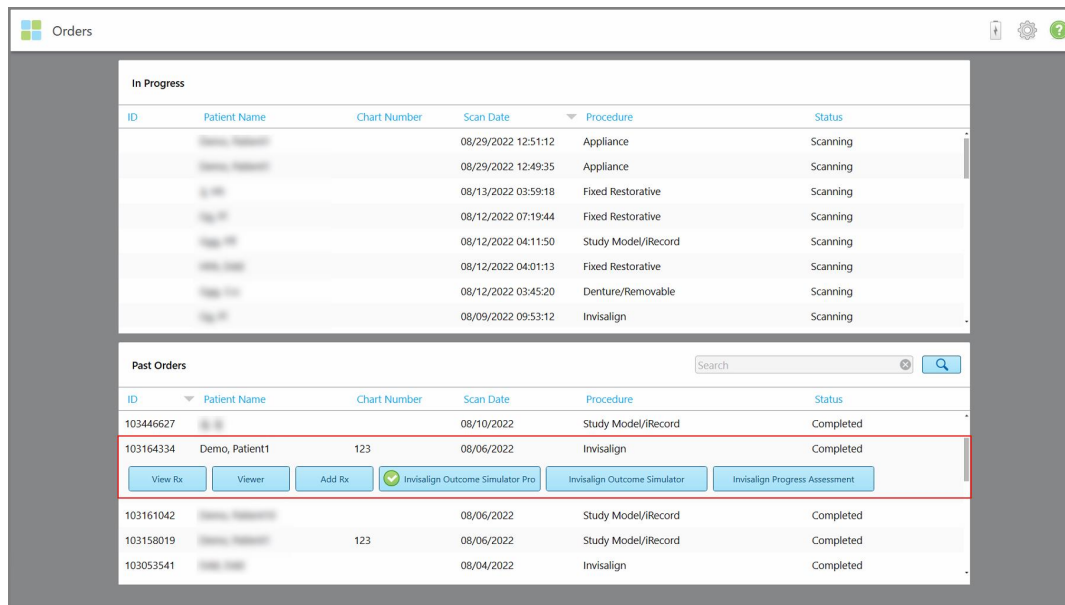 Orders
?
In Progress
ID Patient Name Chart Number Scan Date Procedure Status
08/29/2022 12:51:12 Appliance Scanning
08/29/2022 12:49:35 Appliance Scanning
08/13/2022 03:59:18 Fixed Restorative Scanning
08/12/2022 07:19:44 Fixed Restorative Scanning
08/12/2022 04:11:50 Study Model/iRecord Scanning
08/12/2022 04:01:13 Fixed Restorative Scanning
08/12/2022 03:45:20 Denture/Removable Scanning
08/09/2022 09:53:12 Invisalign Scanning
Past Orders Search
ID Patient Name Chart Number Scan Date Procedure Status
103446627 08/10/2022 Study Model/iRecord Completed
103164334 Demo, Patient1 123 08/06/2022 Invisalign Completed
View Rx Viewer Add Rx Invisalign Outcome Simulator Pro Invisalign Outcome Simulator Invisalign Progress Assessment
103161042 08/06/2022 Study Model/iRecord Completed
103158019 123 08/06/2022 Study Model/iRecord Completed
103053541 08/04/2022 Invisalign Completed